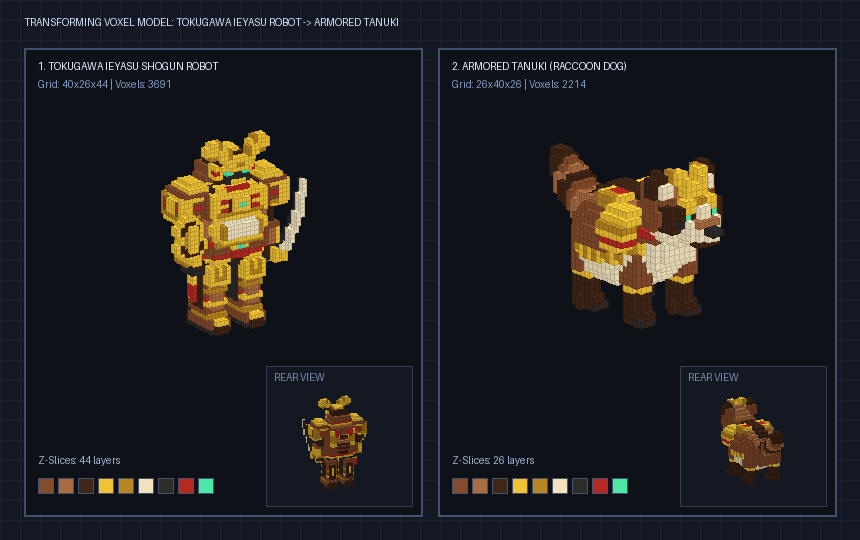 TRANSFORMING VOXEL MODEL: TOKUGAWA IEYASU ROBOT -> ARMORED TANUKI
1. TOKUGAWA IEYASU SHOGUN ROBOT
Grid: 40x26x44 | Voxels: 3691
REAR VIEW
Z-Slices: 44 layers
2. ARMORED TANUKI (RACCOON DOG)
Grid: 26x40x26 | Voxels: 2214
REAR VIEW
Z-Slices: 26 layers